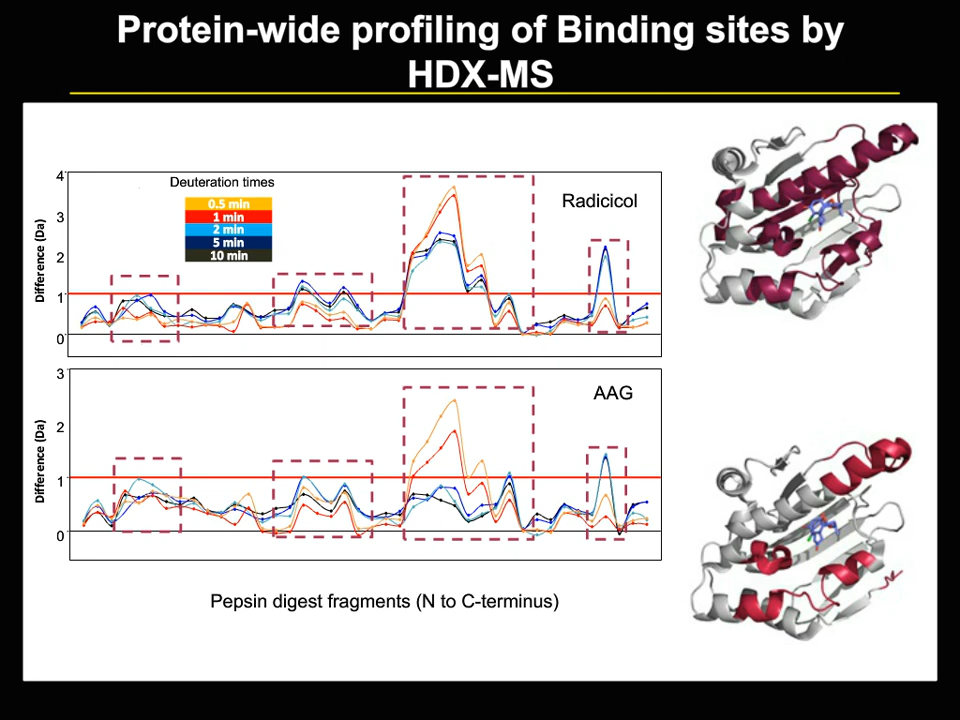 Protein-wide profiling of Binding sites by
HDX-MS
Deuteration times
0.5 min
1 min
2 min
5 min
10 min
Radicicol
Difference (Da)
4
3
2
1
0
AAG
Difference (Da)
3
2
1
0
Pepsin digest fragments (N to C-terminus)